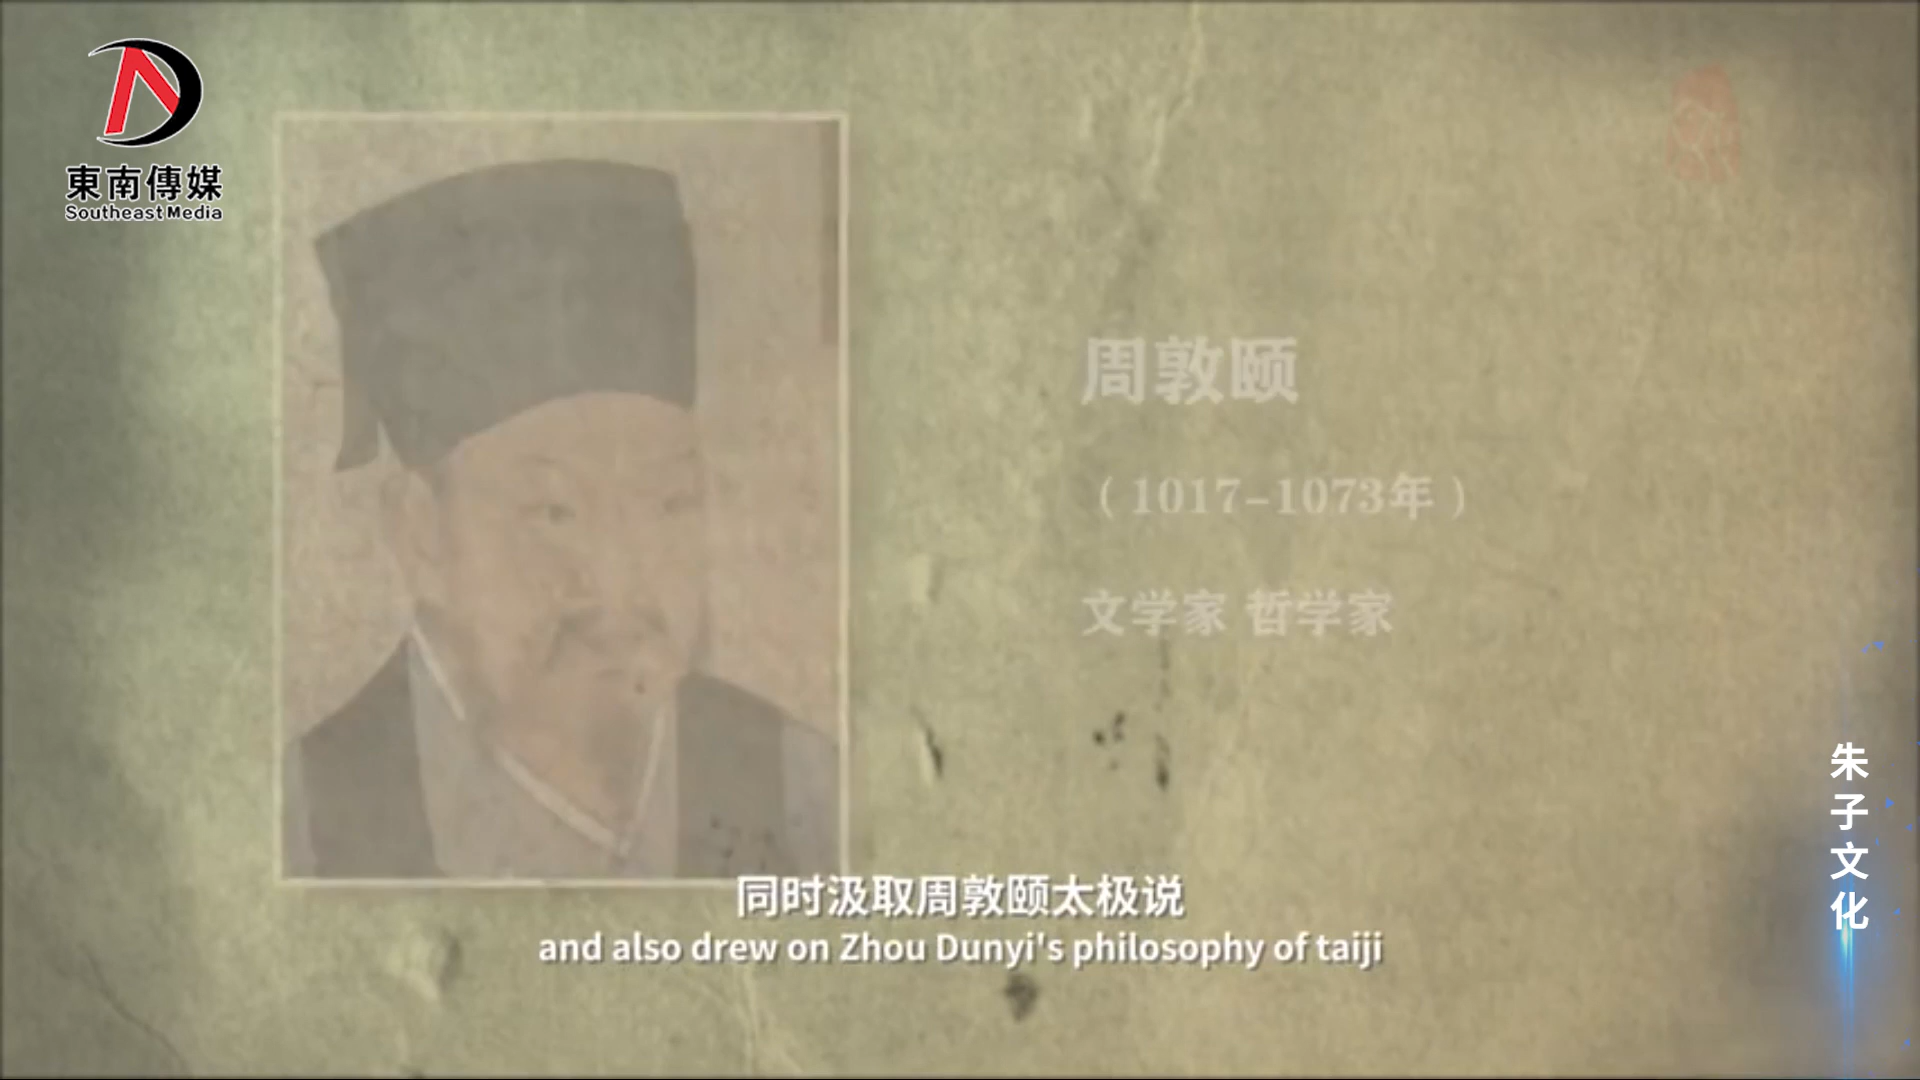 東南傳媒
Southeast Media
周敦颐
（1017-1073年）
文学家 哲学家
同时汲取周敦颐太极说
and also drew on Zhou Dunyi's philosophy of taiji
朱子文化